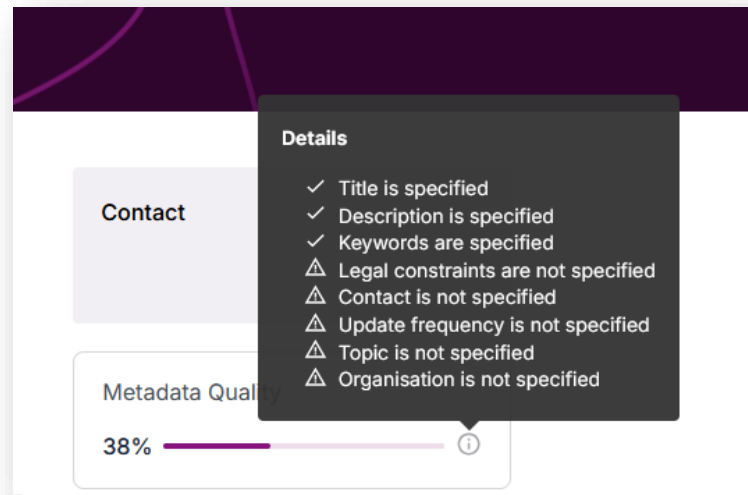 Details
Title is specified
Description is specified
Keywords are specified
Legal constraints are not specified
Contact is not specified
Update frequency is not specified
Topic is not specified
Organisation is not specified
Contact
Metadata Quality
38%